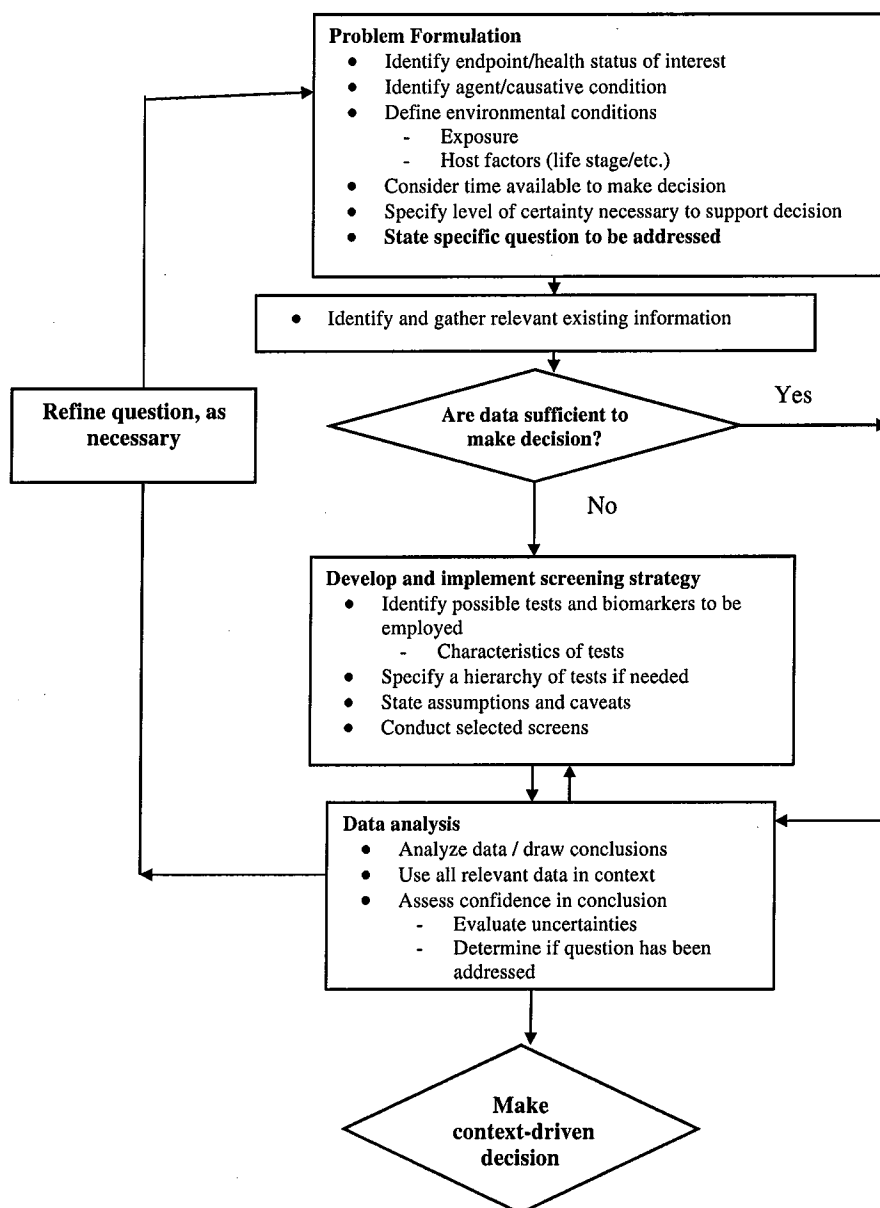 Problem Formulation
● Identify endpoint/health status of interest
● Identify agent/causative condition
● Define environmental conditions
- Exposure
- Host factors (life stage/etc.)
● Consider time available to make decision
● Specify level of certainty necessary to support decision
● State specific question to be addressed
● Identify and gather relevant existing information
Refine question, as
necessary
Are data sufficient to
make decision?
Yes
No
Develop and implement screening strategy
● Identify possible tests and biomarkers to be
employed
- Characteristics of tests
● Specify a hierarchy of tests if needed
● State assumptions and caveats
● Conduct selected screens
Data analysis
● Analyze data / draw conclusions
● Use all relevant data in context
● Assess confidence in conclusion
- Evaluate uncertainties
- Determine if question has been
addressed
Make
context-driven
decision